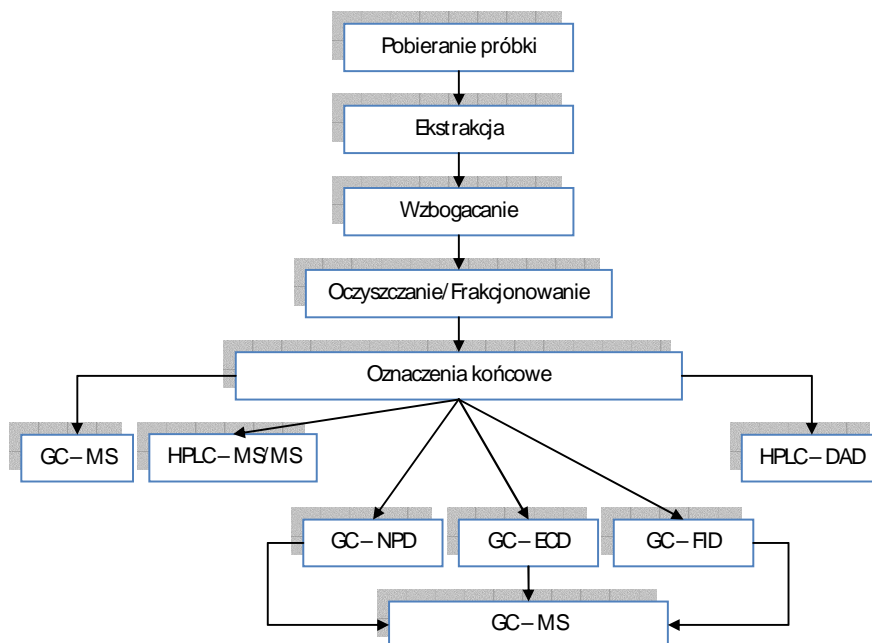 Pobieranie próbki
Ekstrakcja
Wzbogacanie
Oczyszczanie/Frakcjonowanie
Oznaczenia końcowe
GC – MS
HPLC – MS/MS
HPLC – DAD
GC – NPD
GC – ECD
GC – FID
GC – MS